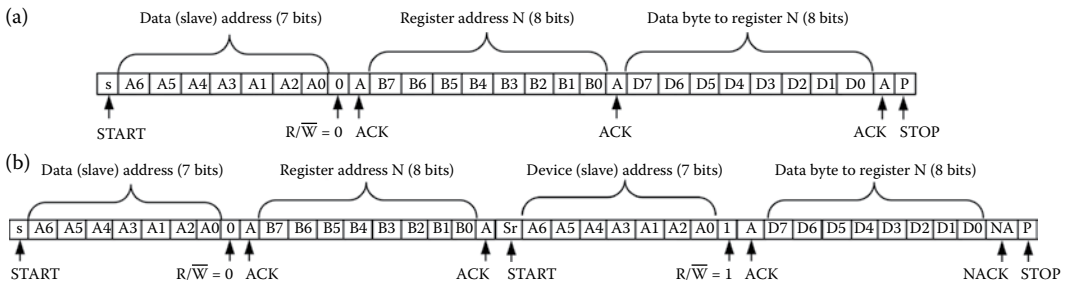 (a)
Data (slave) address (7 bits) Register address N (8 bits) Data byte to register N (8 bits)
s A6 A5 A4 A3 A1 A2 A0 0 A B7 B6 B5 B4 B3 B2 B1 B0 A D7 D6 D5 D4 D3 D2 D1 D0 A P
START R/W̅ = 0 ACK ACK ACK STOP
(b)
Data (slave) address (7 bits) Register address N (8 bits) Device (slave) address (7 bits) Data byte to register N (8 bits)
s A6 A5 A4 A3 A1 A2 A0 0 A B7 B6 B5 B4 B3 B2 B1 B0 A Sr A6 A5 A4 A3 A1 A2 A0 1 A D7 D6 D5 D4 D3 D2 D1 D0 NA P
START R/W̅ = 0 ACK ACK START R/W̅ = 1 ACK NACK STOP